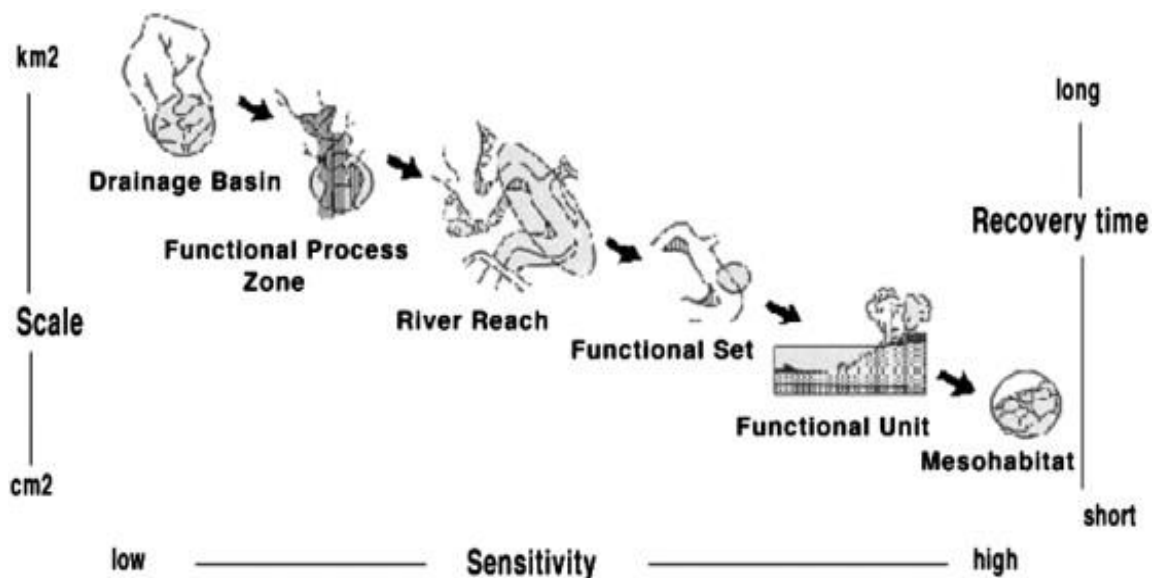 km2
long
Drainage Basin
Recovery time
Functional Process
Zone
River Reach
Scale
Functional Set
Functional Unit
Mesohabitat
cm2
short
low
Sensitivity
high